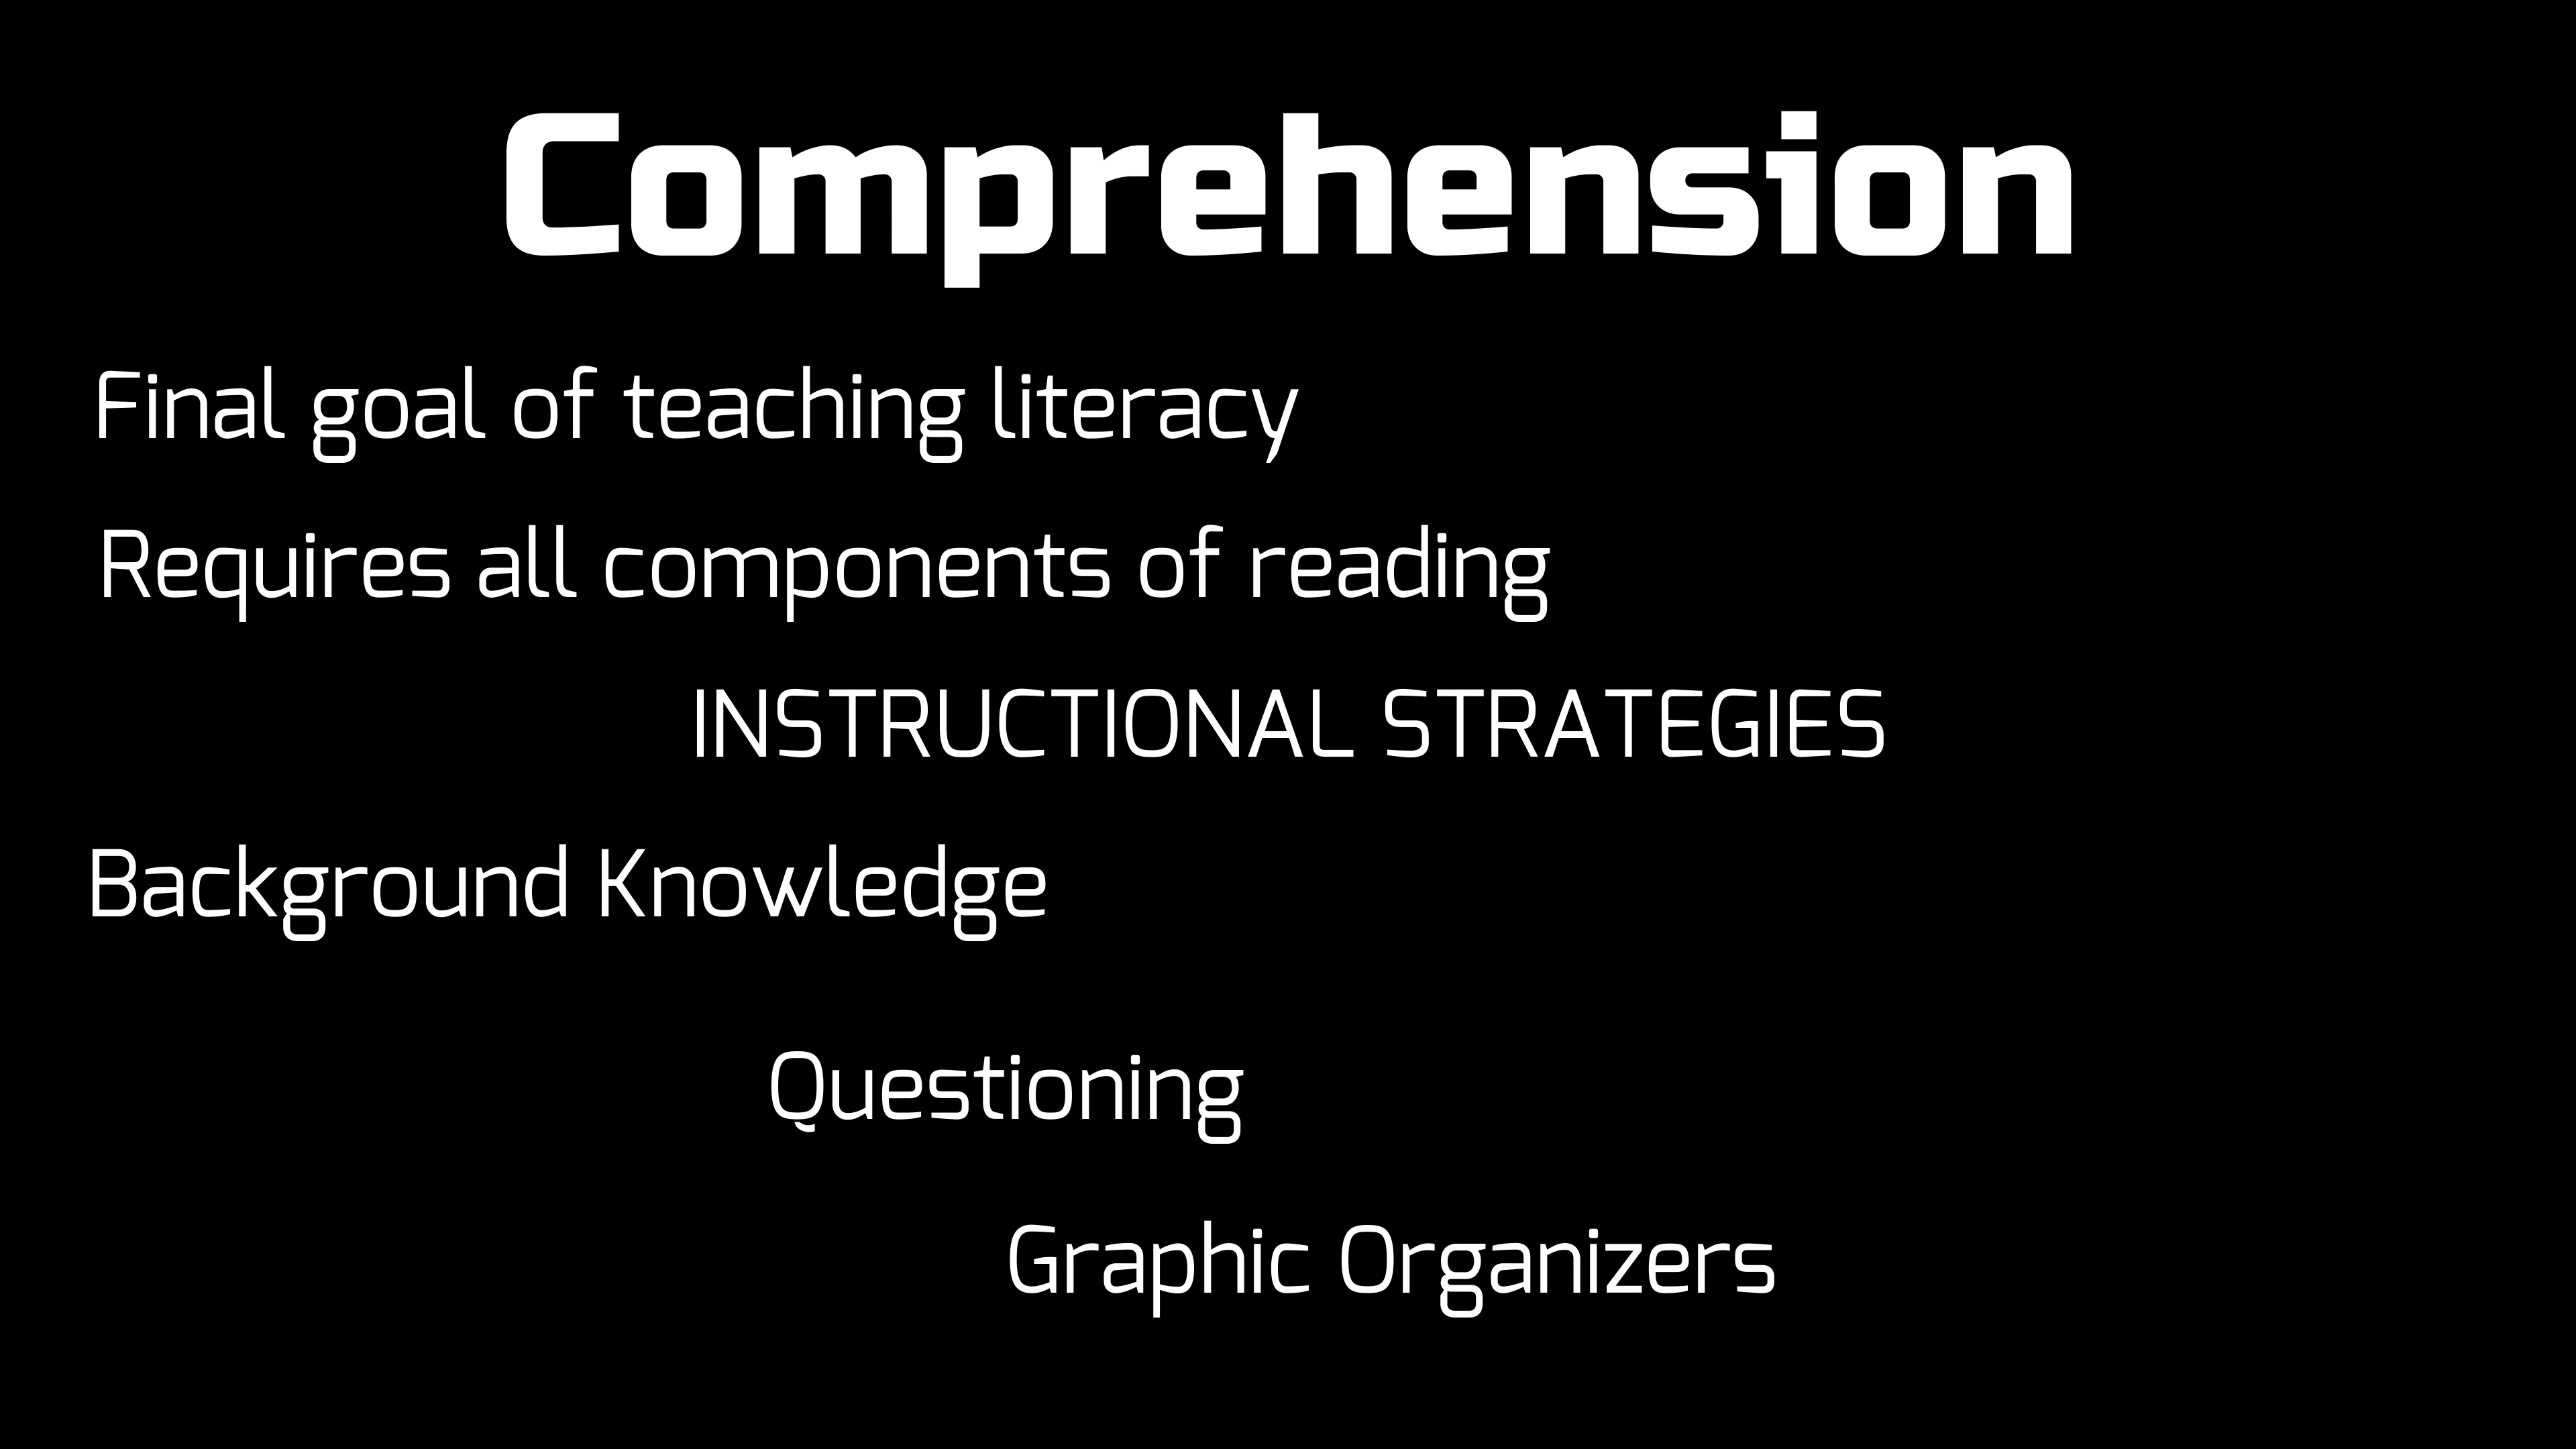 Comprehension
Final goal of teaching literacy
Requires all components of reading
INSTRUCTIONAL STRATEGIES
Background Knowledge
Questioning
Graphic Organizers